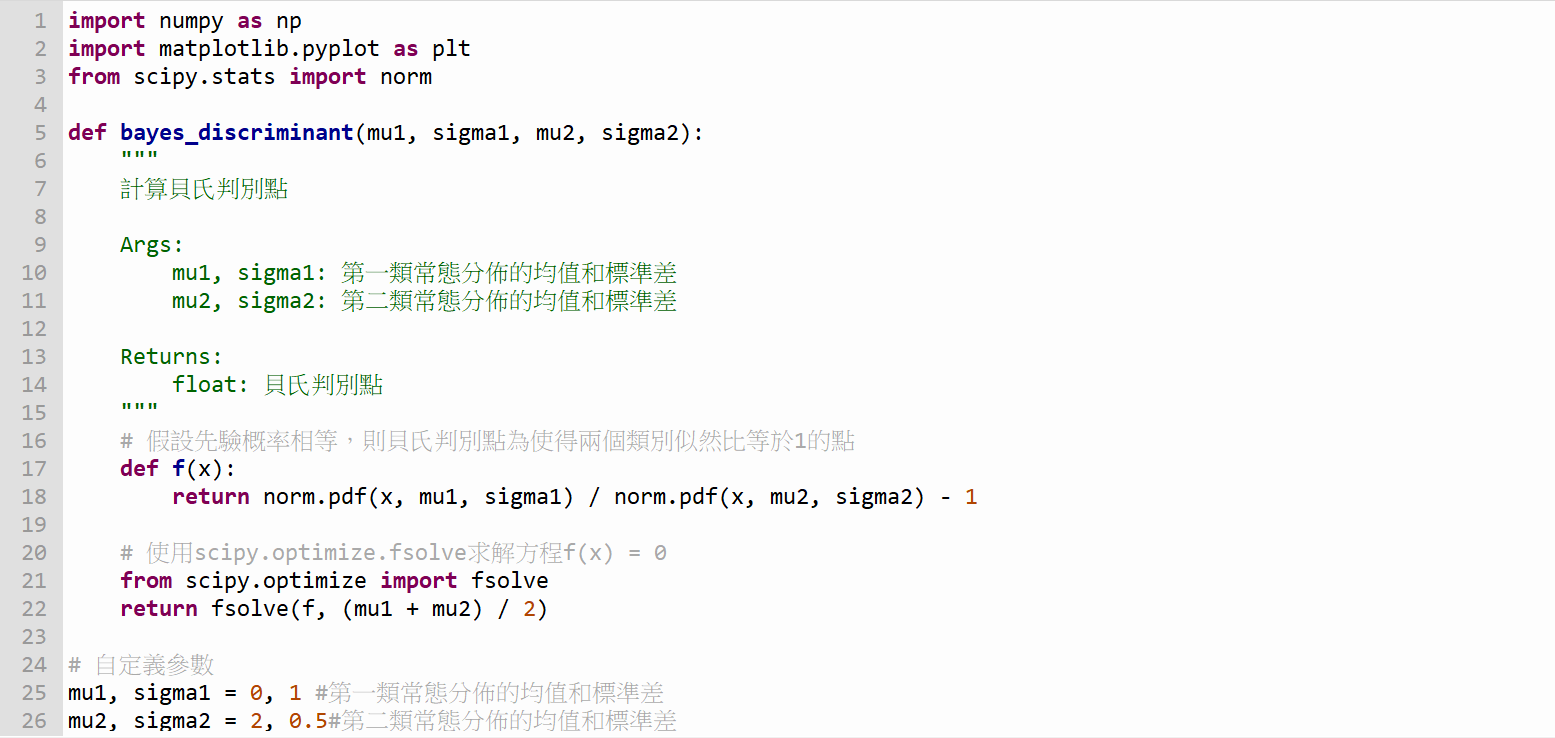 1 import numpy as np
2 import matplotlib.pyplot as plt
3 from scipy.stats import norm
4
5 def bayes_discriminant(mu1, sigma1, mu2, sigma2):
6     """
7     計算貝氏判別點
8
9     Args:
10         mu1, sigma1: 第一類常態分佈的均值和標準差
11         mu2, sigma2: 第二類常態分佈的均值和標準差
12
13     Returns:
14         float: 貝氏判別點
15     """
16     # 假設先驗概率相等，則貝氏判別點為使得兩個類別似然比等於1的點
17     def f(x):
18         return norm.pdf(x, mu1, sigma1) / norm.pdf(x, mu2, sigma2) - 1
19
20     # 使用scipy.optimize.fsolve求解方程f(x) = 0
21     from scipy.optimize import fsolve
22     return fsolve(f, (mu1 + mu2) / 2)
23
24 # 自定義參數
25 mu1, sigma1 = 0, 1 #第一類常態分佈的均值和標準差
26 mu2, sigma2 = 2, 0.5#第二類常態分佈的均值和標準差